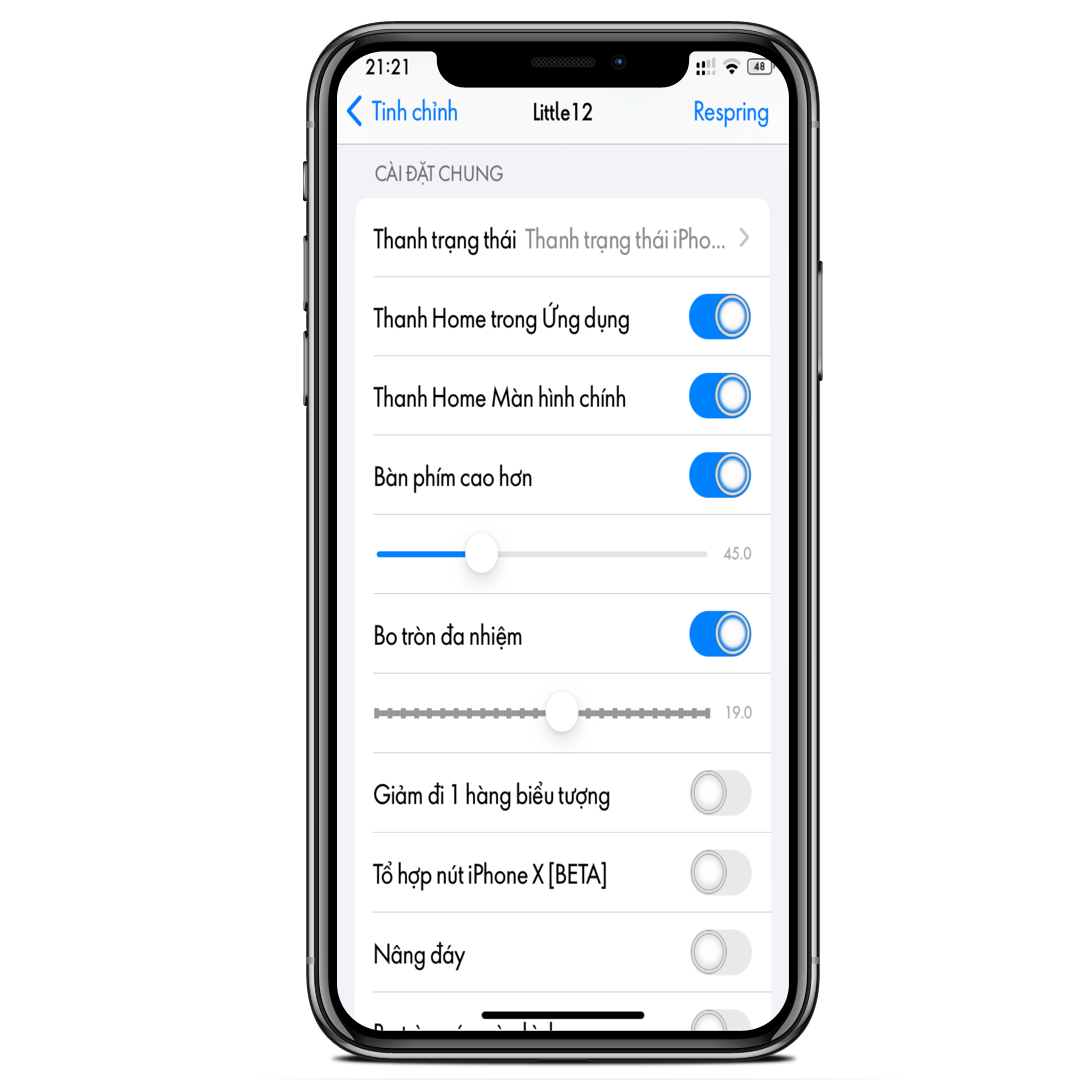 21:21 48
Tinh chỉnh Little12 Respring
CÀI ĐẶT CHUNG
Thanh trạng thái Thanh trạng thái iPho...
Thanh Home trong Ứng dụng
Thanh Home Màn hình chính
Bàn phím cao hơn
45.0
Bo tròn đa nhiệm
19.0
Giảm đi 1 hàng biểu tượng
Tổ hợp nút iPhone X [BETA]
Nâng đáy